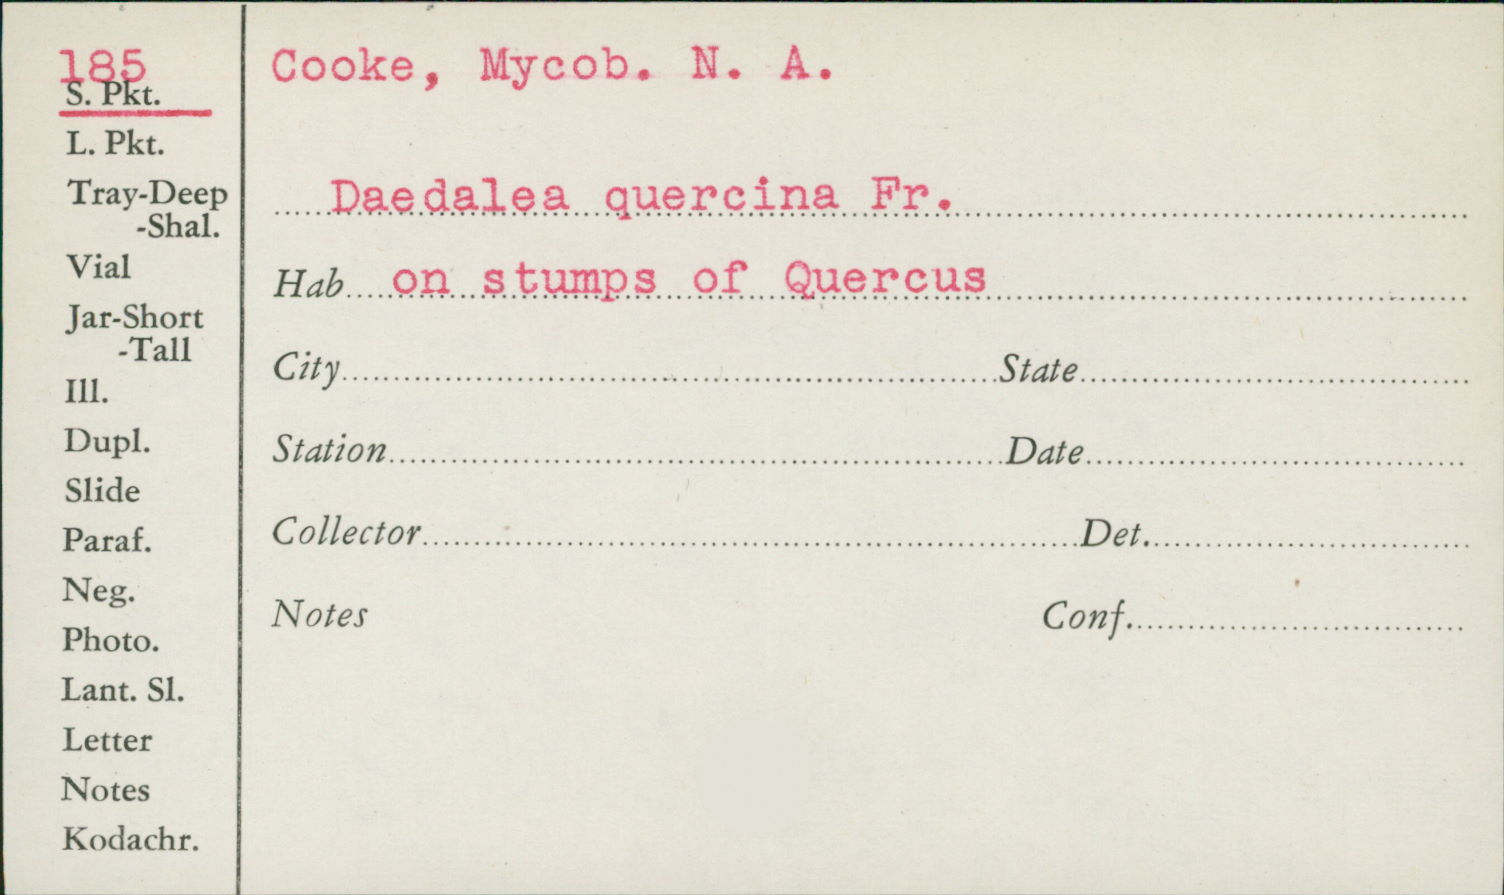 185
S. Pkt.
L. Pkt.
Tray-Deep
-Shal.
Vial
Jar-Short
-Tall
Ill.
Dupl.
Slide
Paraf.
Neg.
Photo.
Lant. Sl.
Letter
Notes
Kodachr.
Cooke, Mycob. N. A.
Daedalea quercina Fr.
Hab on stumps of Quercus
City State
Station Date
Collector Det.
Notes Conf.